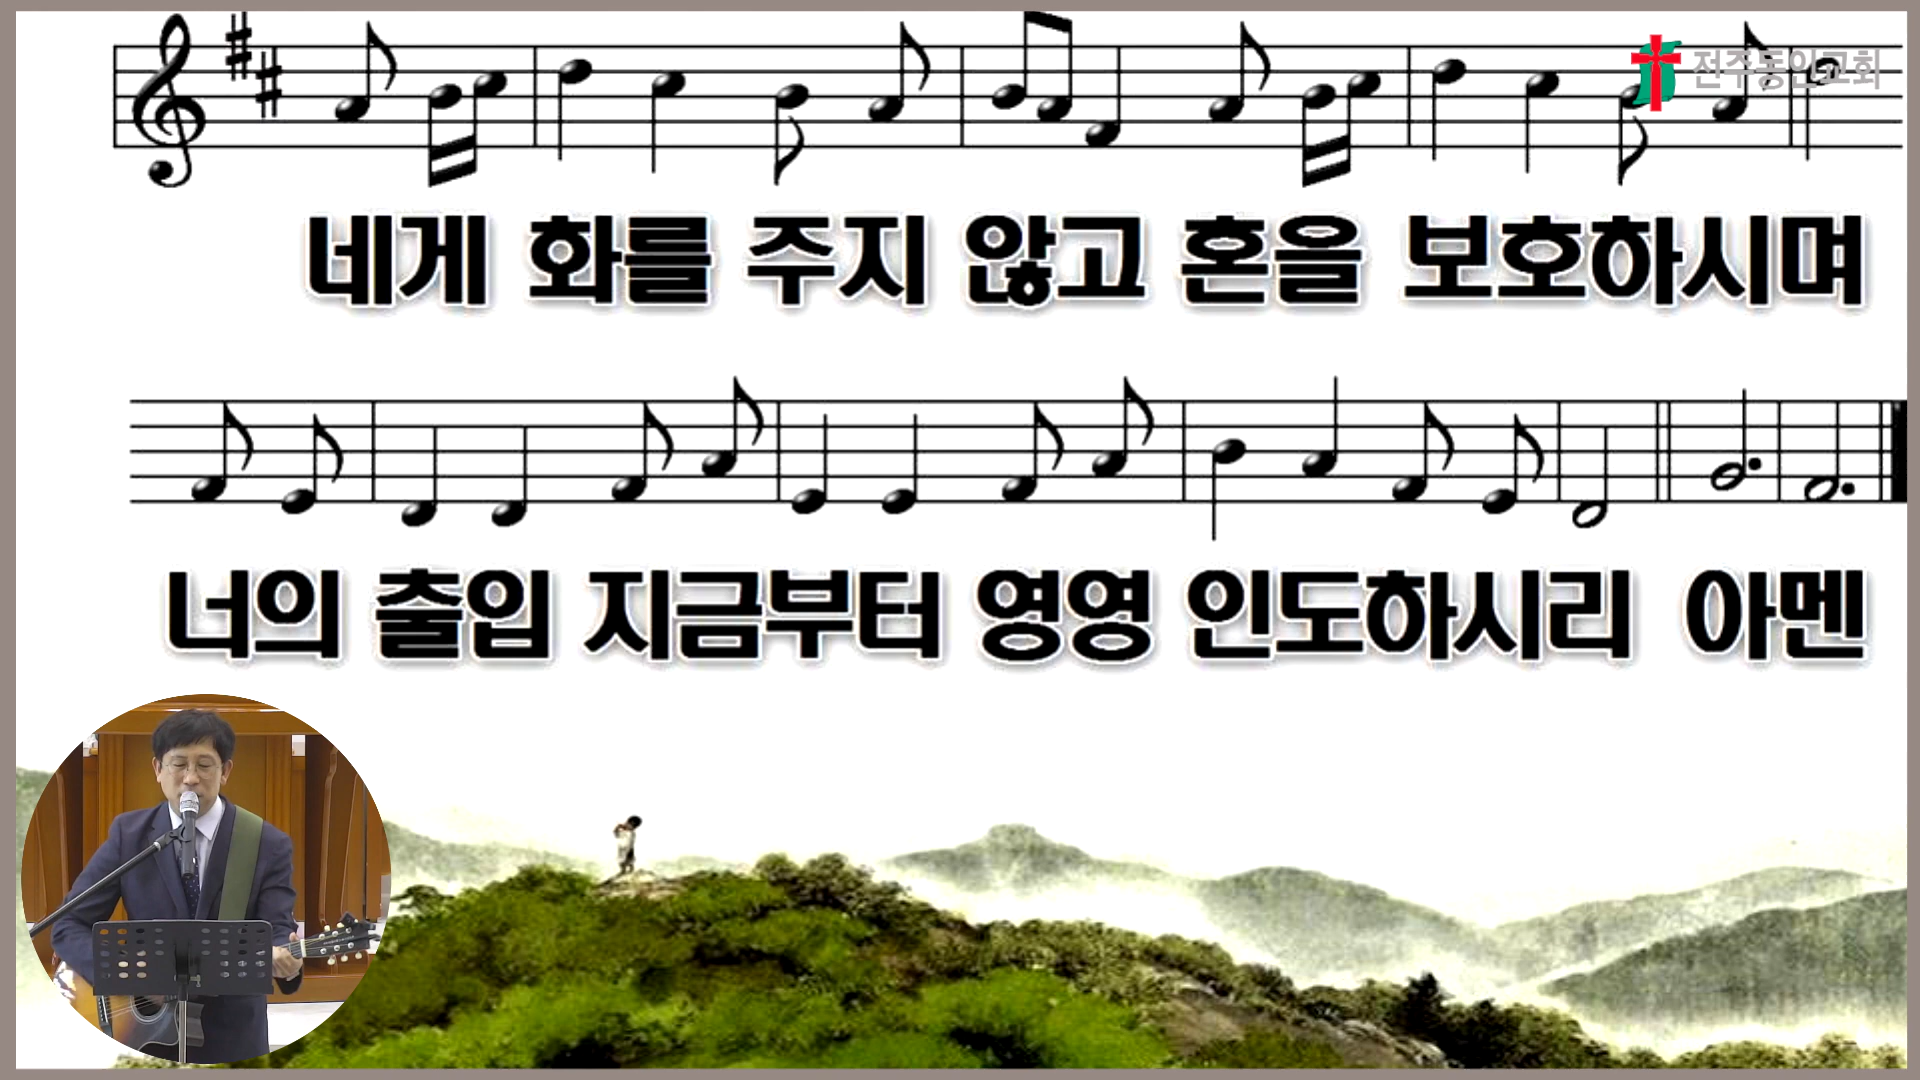 전주동인교회
네게 화를 주지 않고 혼을 보호하시며
너의 출입 지금부터 영영 인도하시리 아멘